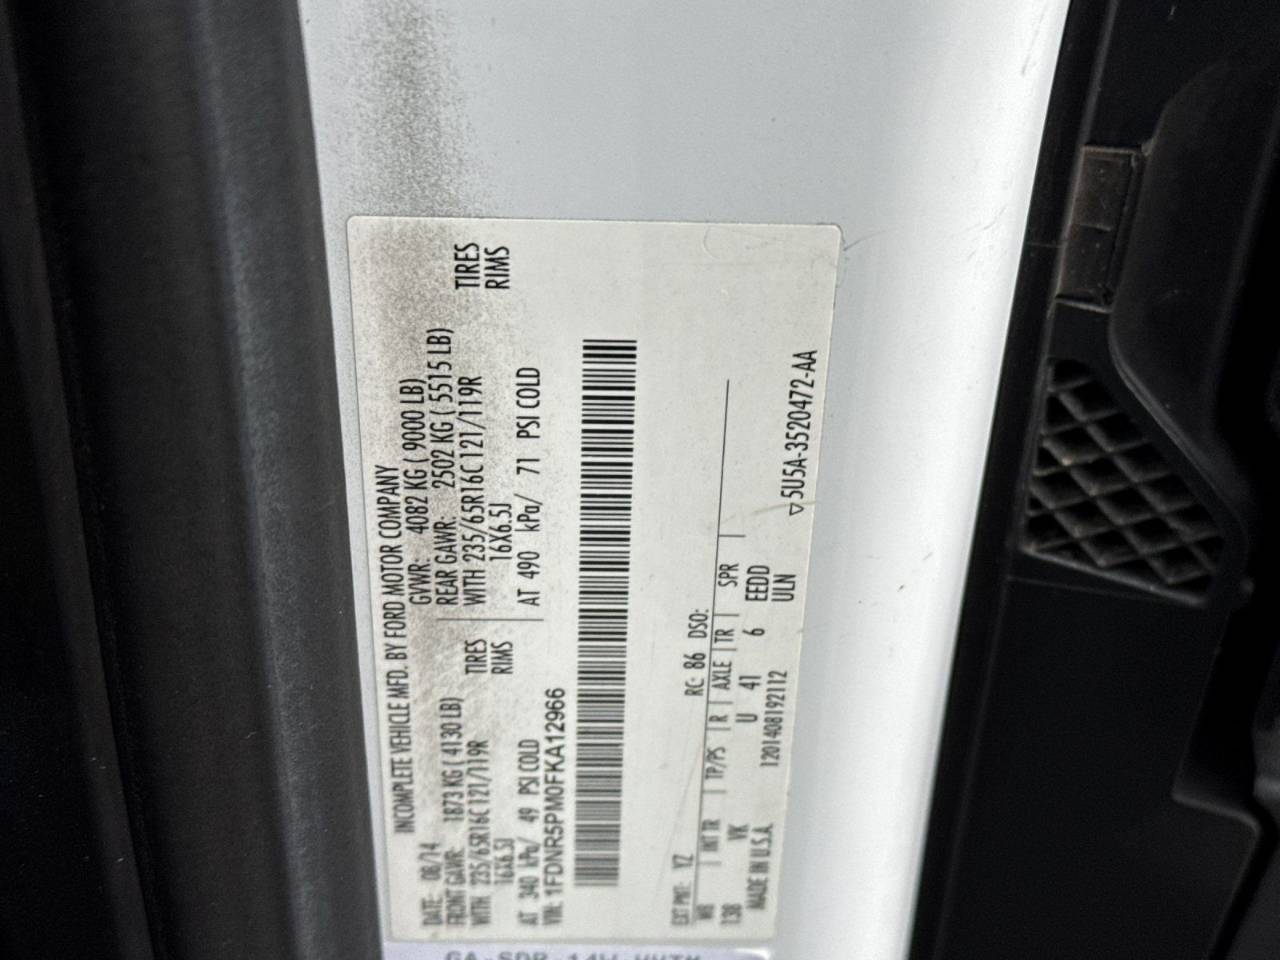 INCOMPLETE VEHICLE MFD. BY FORD MOTOR COMPANY
DATE: 08/14 GVWR: 4082 KG ( 9000 LB)
FRONT GAWR: 1873 KG ( 4130 LB) REAR GAWR: 2502 KG ( 5515 LB)
WITH 235/65R16C 121/119R TIRES WITH 235/65R16C 121/119R TIRES
16X6.5J RIMS 16X6.5J RIMS
AT 340 kPa/ 49 PSI COLD AT 490 kPa/ 71 PSI COLD
VIN: 1FDNR5PM0FKA12966
EXT PNT: YZ RC: 86 DSO:
WB INT TR TP/PS R AXLE TR SPR
138 VK U 41 6 EEDD
MADE IN U.S.A. 1201408192112 ULN
▽ 5U5A-3520472-AA